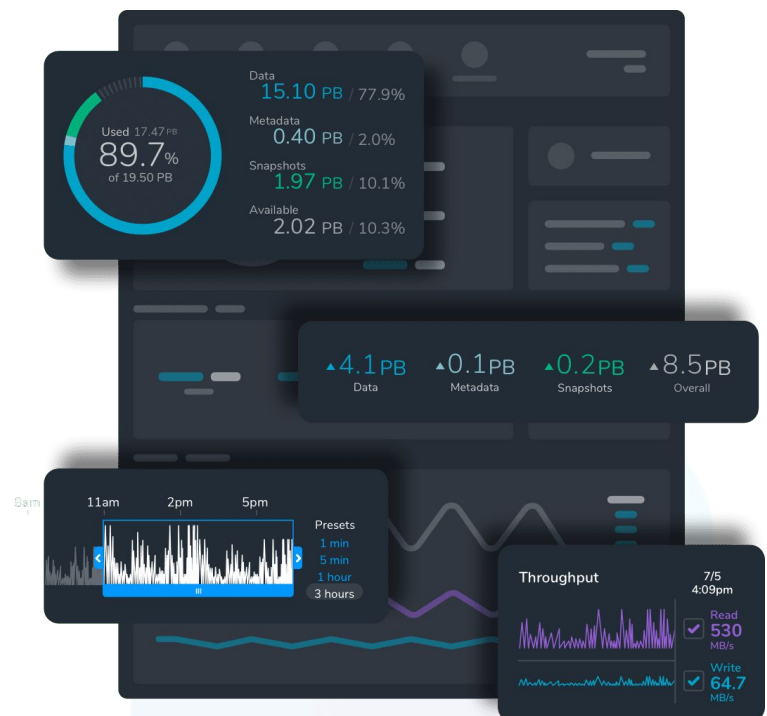 Data
15.10 PB / 77.9%
Metadata
0.40 PB / 2.0%
Snapshots
1.97 PB / 10.1%
Available
2.02 PB / 10.3%
Used 17.47 PB
89.7%
of 19.50 PB
▲4.1PB ▲0.1PB ▲0.2PB ▲8.5PB
Data Metadata Snapshots Overall
8am 11am 2pm 5pm
Presets
1 min
5 min
1 hour
3 hours
Throughput
7/5
4:09pm
Read
530
MB/s
Write
64.7
MB/s